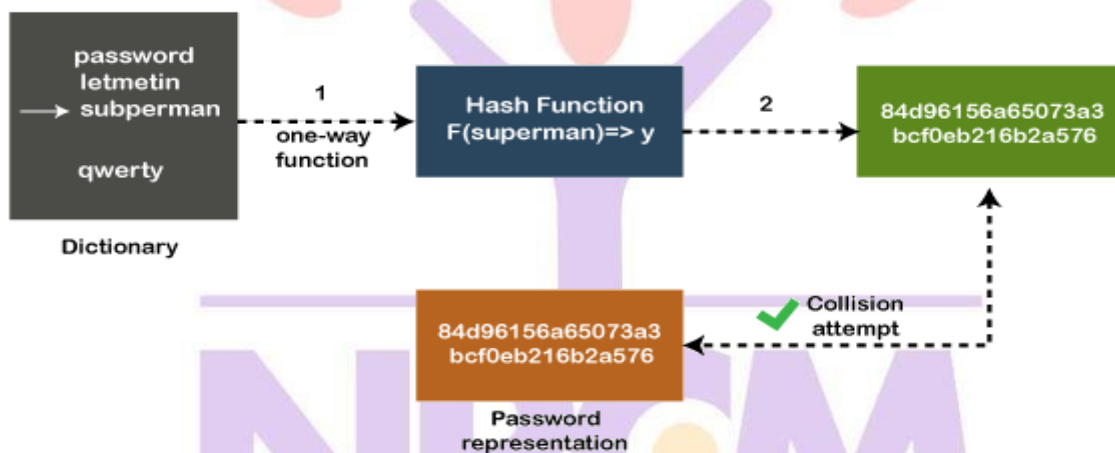 password
letmetin
subperman
qwerty
Dictionary
1
one-way
function
Hash Function
F(superman)=> y
2
84d96156a65073a3
bcf0eb216b2a576
Collision
attempt
84d96156a65073a3
bcf0eb216b2a576
Password
representation